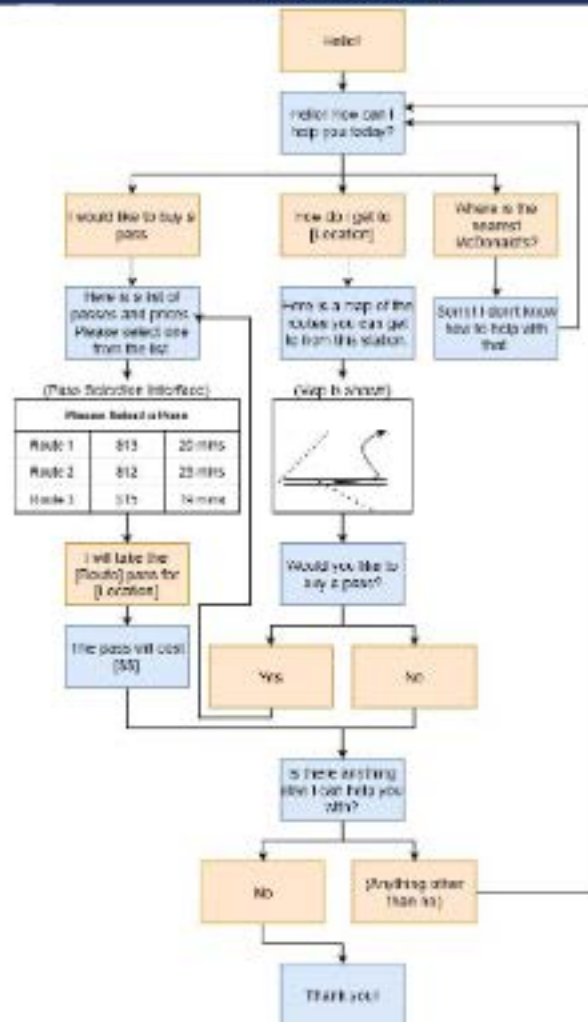 Hello!
Hello! How can I
help you today?
I would like to buy a
pass
How do I get to
[Location]
Where is the
nearest
McDonald's?
Here is a list of
passes and prices.
Please select one
from the list
Here is a map of the
routes you can get
to from this station.
Sorry! I don't know
how to help with
that
(Pass Selection Interface)
Please Select a Pass
Route 1
$13
20 mins
Route 2
$12
23 mins
Route 3
$15
(Map is shown)
I will take the
[Route] pass for
[Location]
Would you like to
buy a pass?
The pass will cost
[$$]
Yes
No
Is there anything
else I can help you
with?
No
(Anything other
than no)
Thank you!